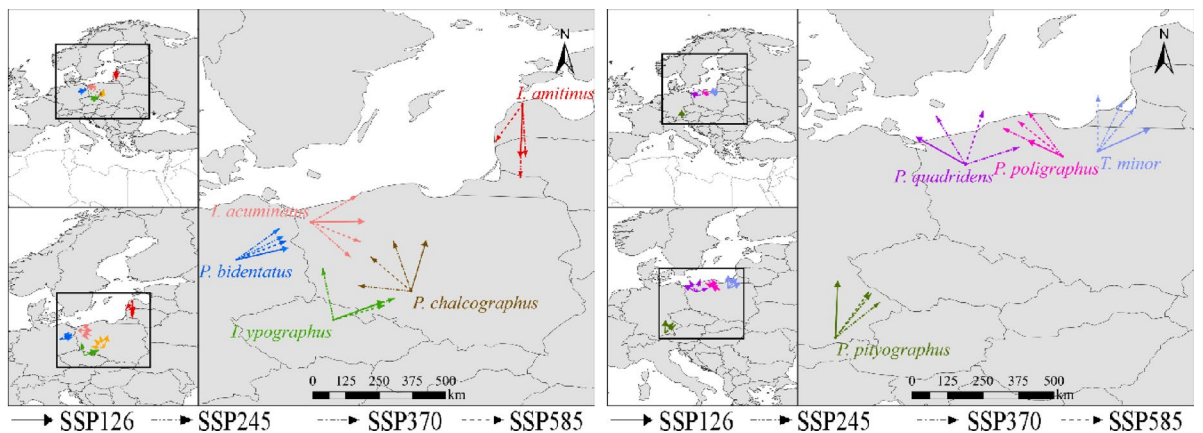 N
I. amitinus
I. acuminatus
P. bidentatus
P. chalcographus
I. ypographus
0 125 250 375 500
km
SSP126 SSP245 SSP370 SSP585
N
T. minor
P. poligraphus
P. quadridens
P. pityographus
0 125 250 375 500
km
SSP126 SSP245 SSP370 SSP585